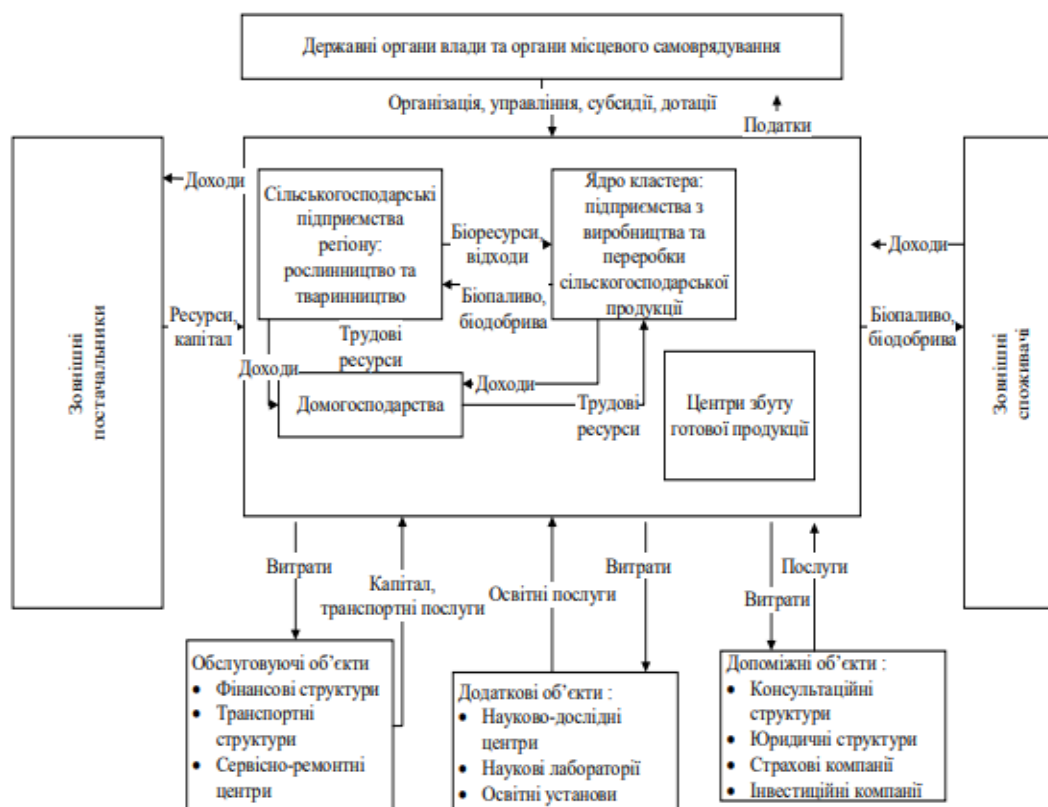 Державні органи влади та органи місцевого самоврядування
Організація, управління, субсидії, дотації
Податки
Зовнішні
постачальники
Доходи
Ресурси,
капітал
Сільськогосподарські
підприємства
регіону:
рослинництво та
тваринництво
Біоресурси,
відходи
Біопаливо,
біодобрива
Ядро кластера:
підприємства з
виробництва та
переробки
сільскогосподарської
продукції
Трудові
ресурси
Доходи
Домогосподарства
Доходи
Трудові
ресурси
Центри збуту
готової продукції
Доходи
Біопаливо,
біодобрива
Зовнішні
споживачі
Витрати
Капітал,
транспортні послуги
Освітні послуги
Витрати
Витрати
Послуги
Обслуговуючі об’єкти
• Фінансові структури
• Транспортні
структури
• Сервісно-ремонтні
центри
Додаткові об’єкти :
• Науково-дослідні
центри
• Наукові лабораторії
• Освітні установи
Допоміжні об’єкти :
• Консультаційні
структури
• Юридичні структури
• Страхові компанії
• Інвестиційні компанії